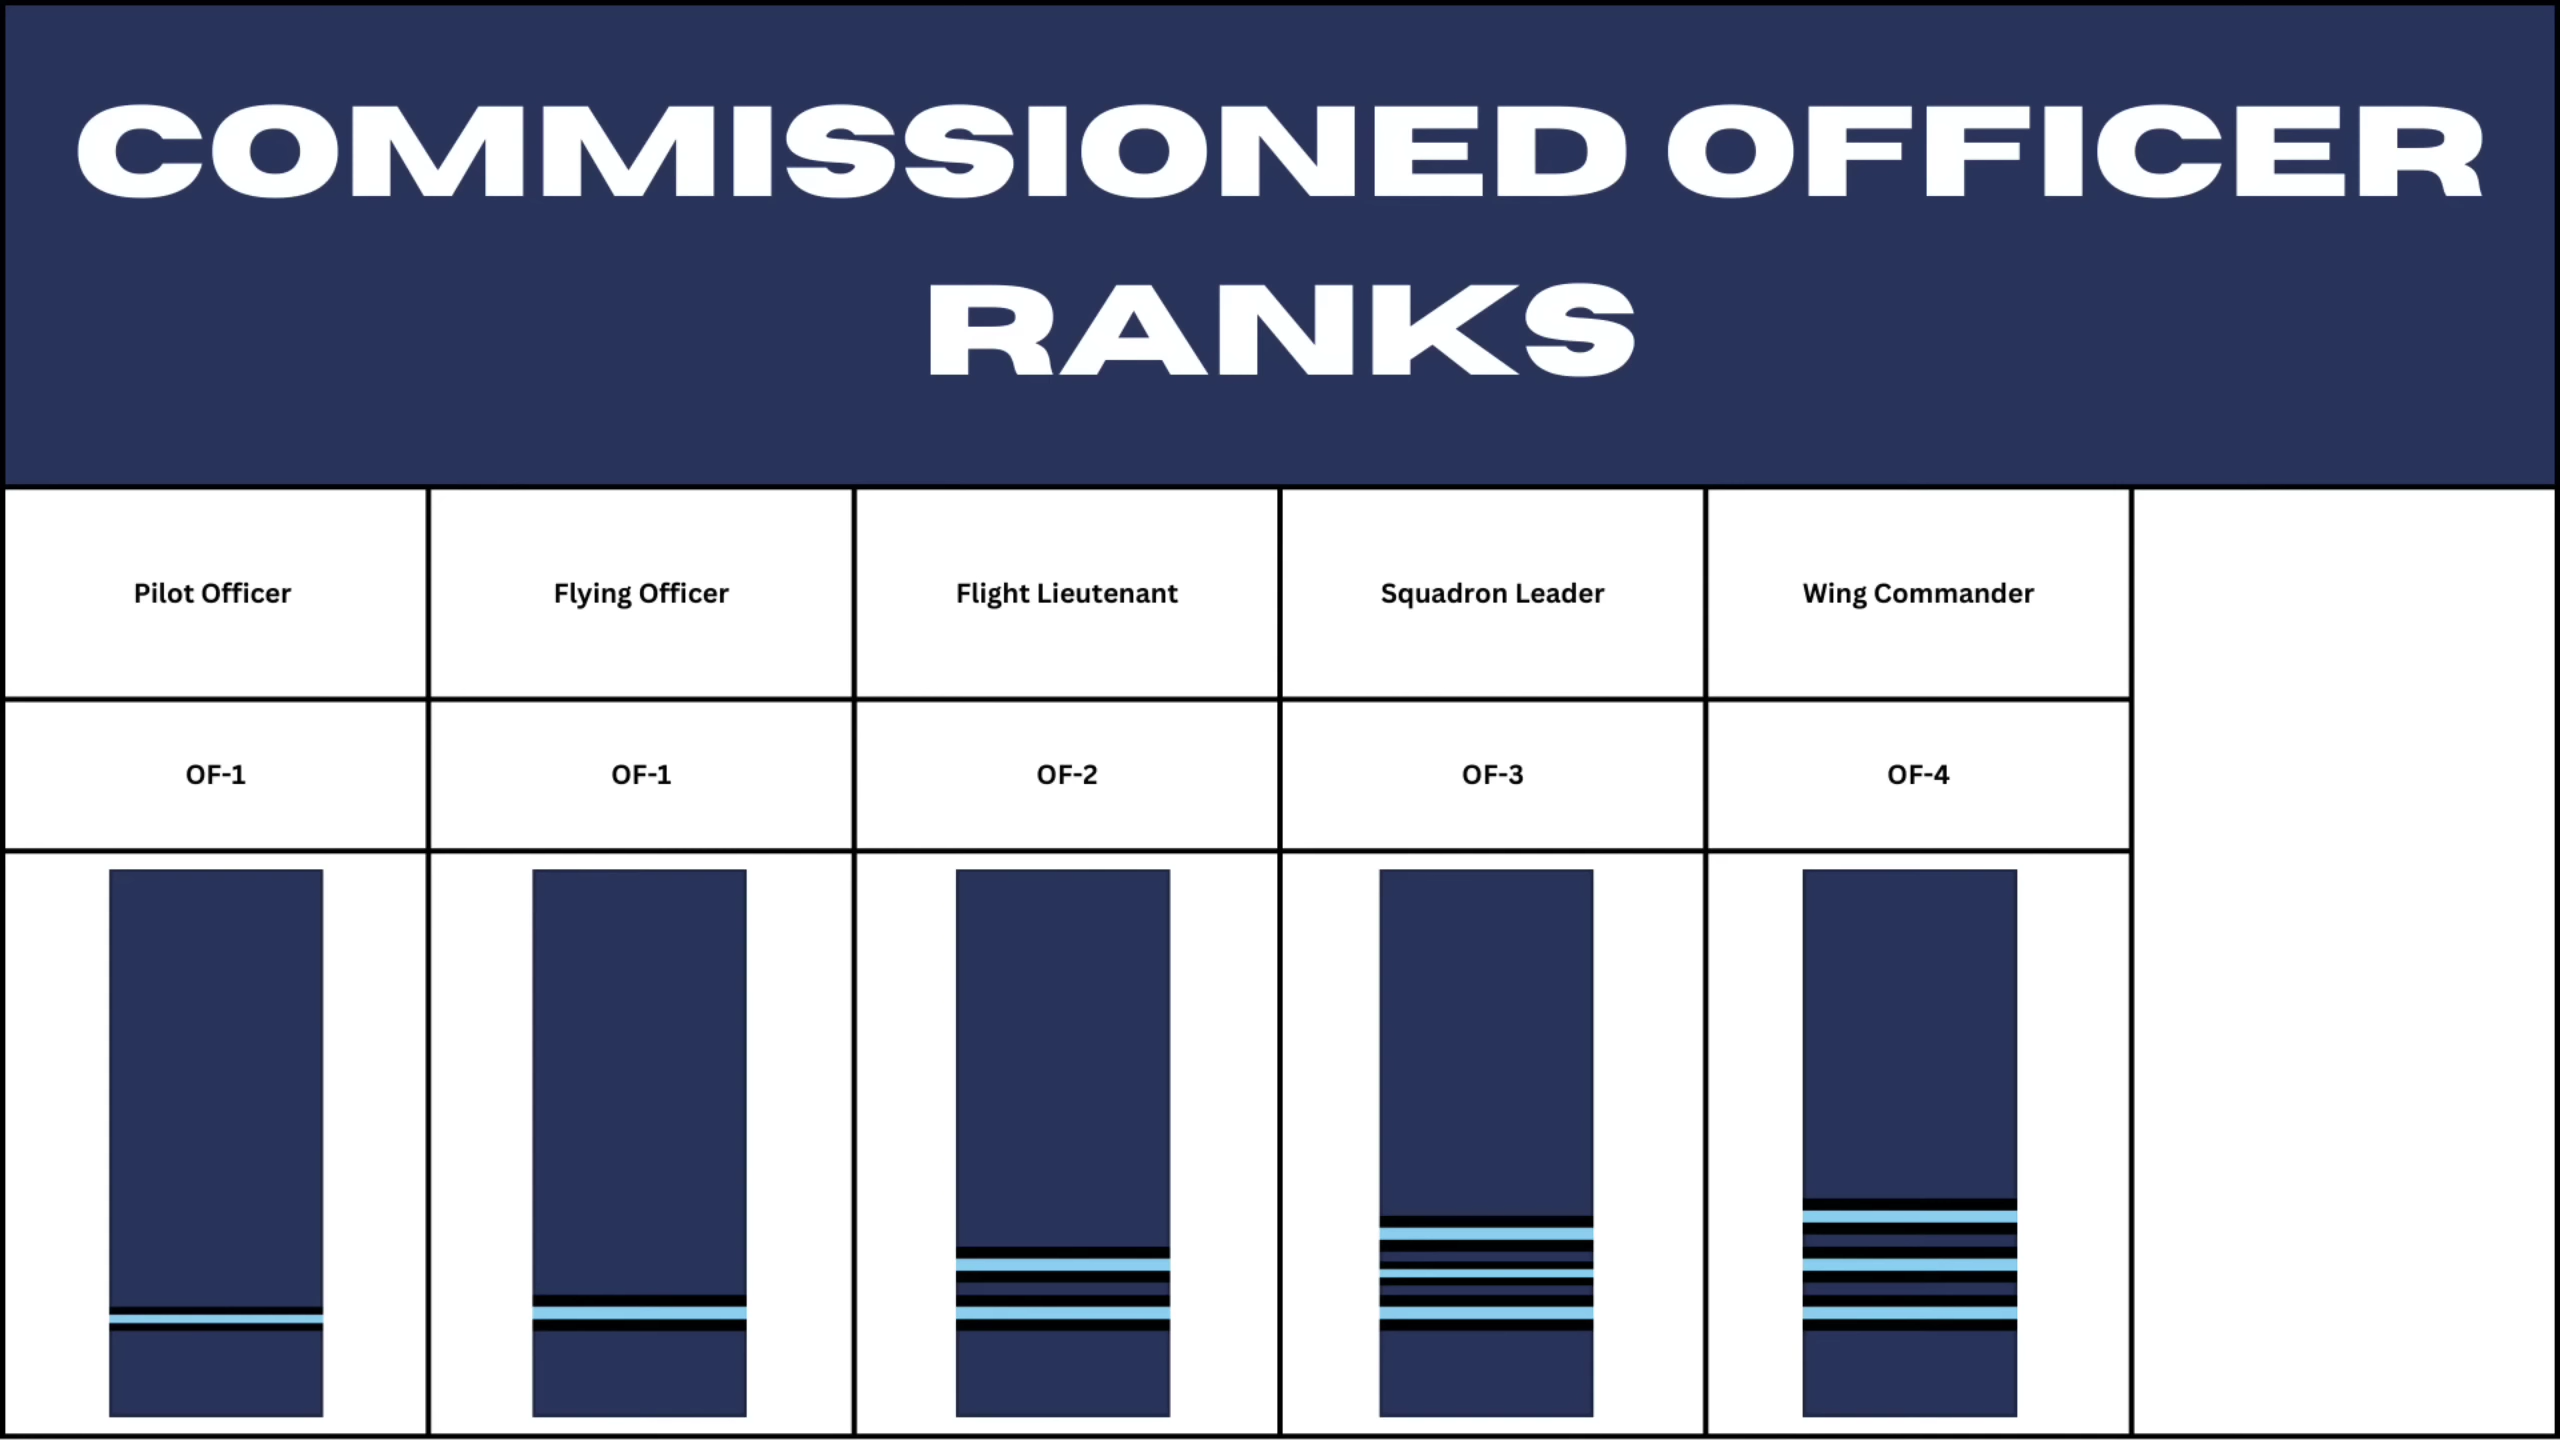 COMMISSIONED OFFICER
RANKS
Pilot Officer
Flying Officer
Flight Lieutenant
Squadron Leader
Wing Commander
OF-1
OF-1
OF-2
OF-3
OF-4